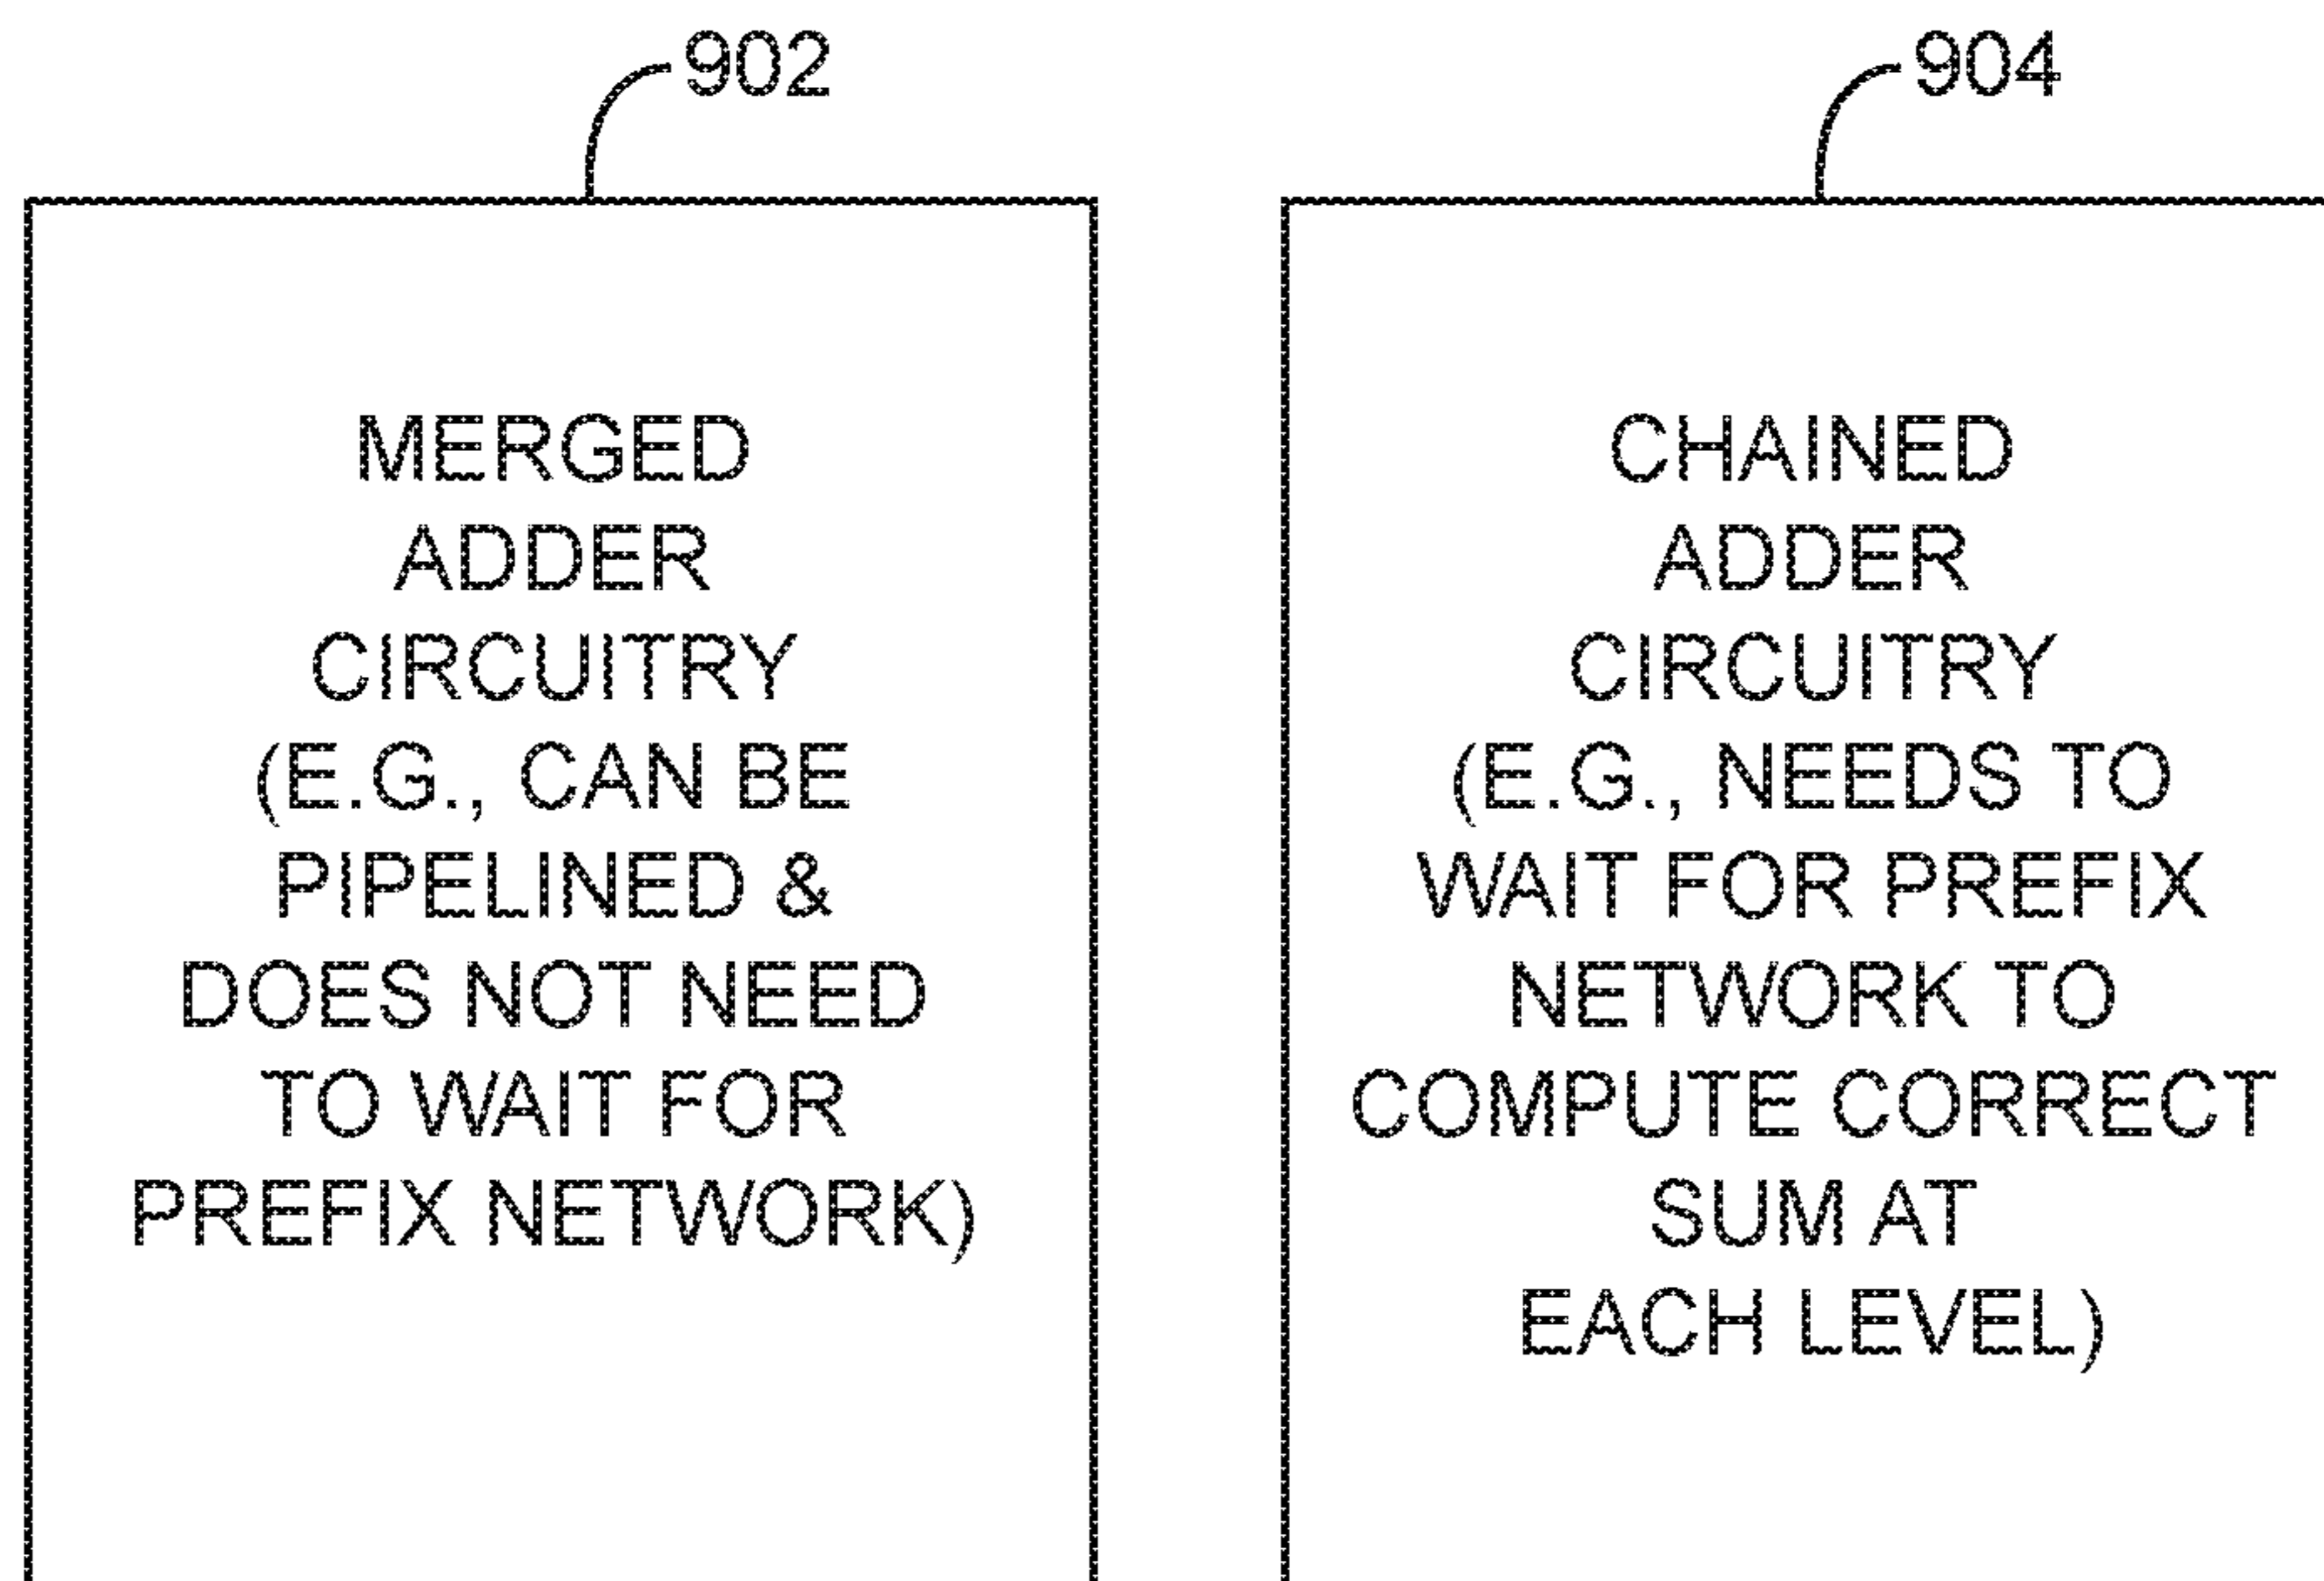 902
MERGED
ADDER
CIRCUITRY
(E.G., CAN BE
PIPELINED &
DOES NOT NEED
TO WAIT FOR
PREFIX NETWORK)
904
CHAINED
ADDER
CIRCUITRY
(E.G., NEEDS TO
WAIT FOR PREFIX
NETWORK TO
COMPUTE CORRECT
SUM AT
EACH LEVEL)